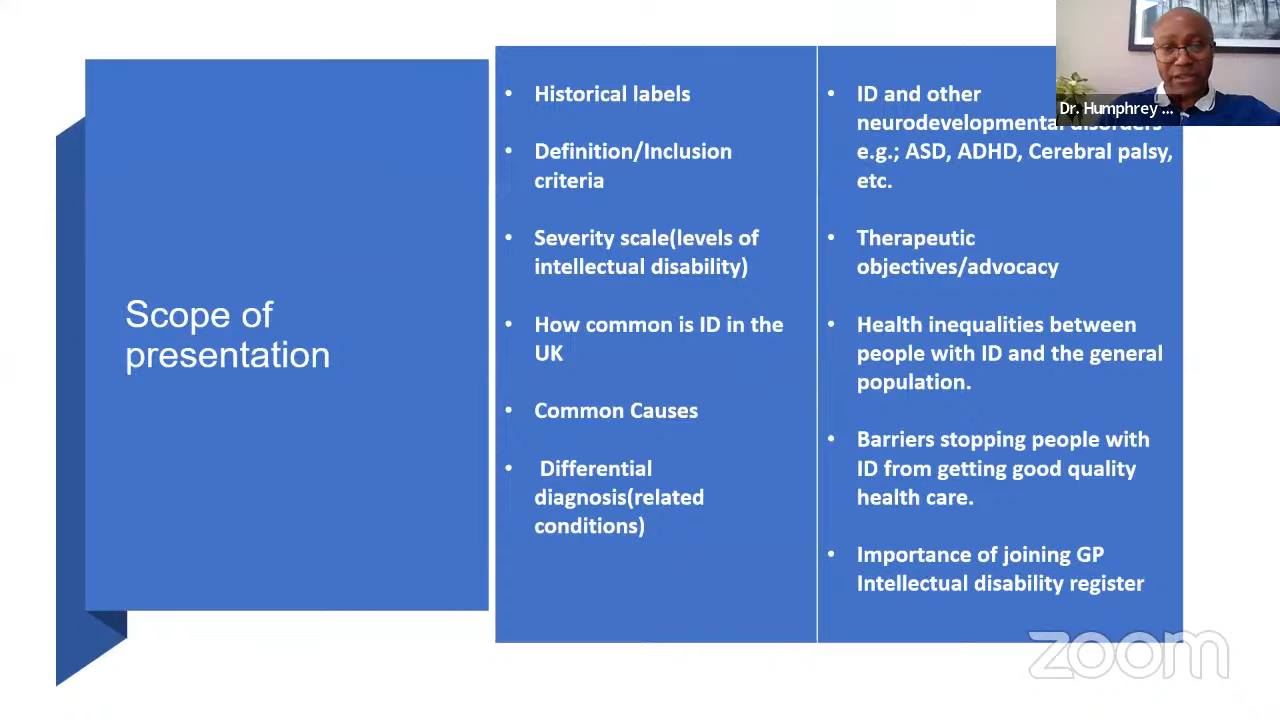 Scope of
presentation
• Historical labels
• Definition/Inclusion
criteria
• Severity scale(levels of
intellectual disability)
• How common is ID in the
UK
• Common Causes
• Differential
diagnosis(related
conditions)
• ID and other
neurodevelopmental disorders
e.g.; ASD, ADHD, Cerebral palsy,
etc.
• Therapeutic
objectives/advocacy
• Health inequalities between
people with ID and the general
population.
• Barriers stopping people with
ID from getting good quality
health care.
• Importance of joining GP
Intellectual disability register
Dr. Humphrey ...
zoom